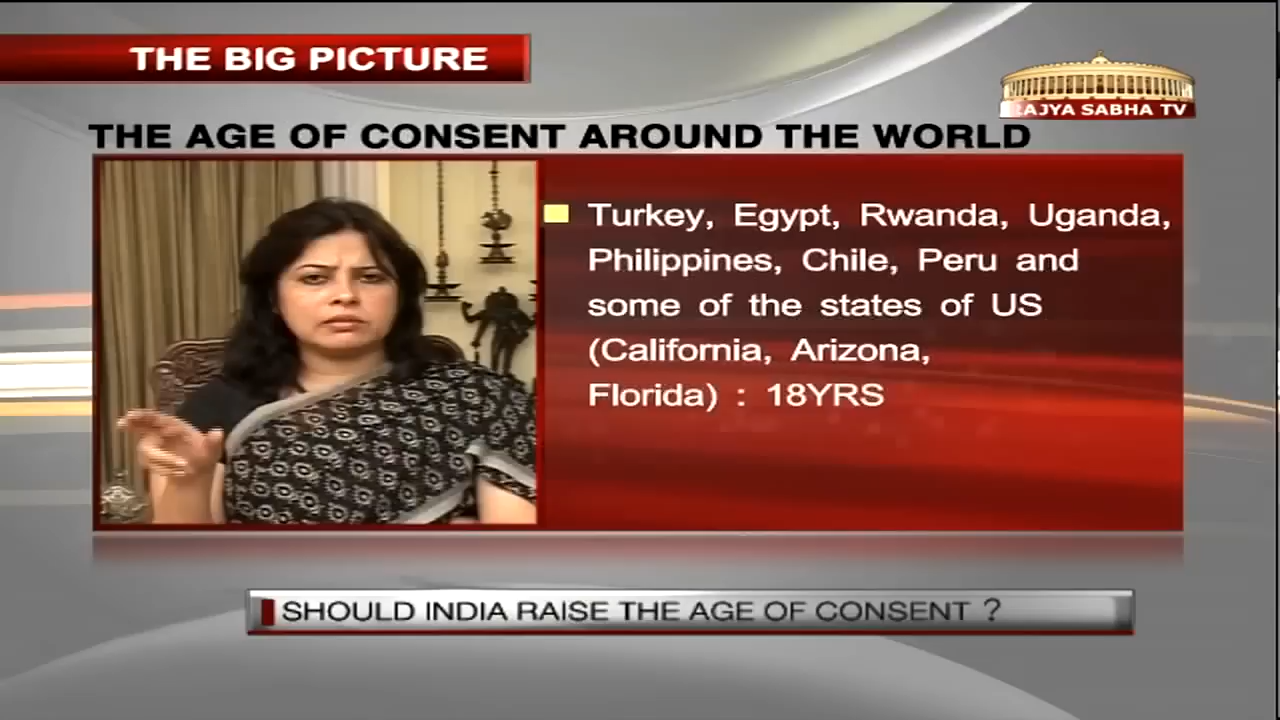 THE BIG PICTURE
RAJYA SABHA TV
THE AGE OF CONSENT AROUND THE WORLD
Turkey, Egypt, Rwanda, Uganda,
Philippines, Chile, Peru and
some of the states of US
(California, Arizona,
Florida) : 18YRS
SHOULD INDIA RAISE THE AGE OF CONSENT ?